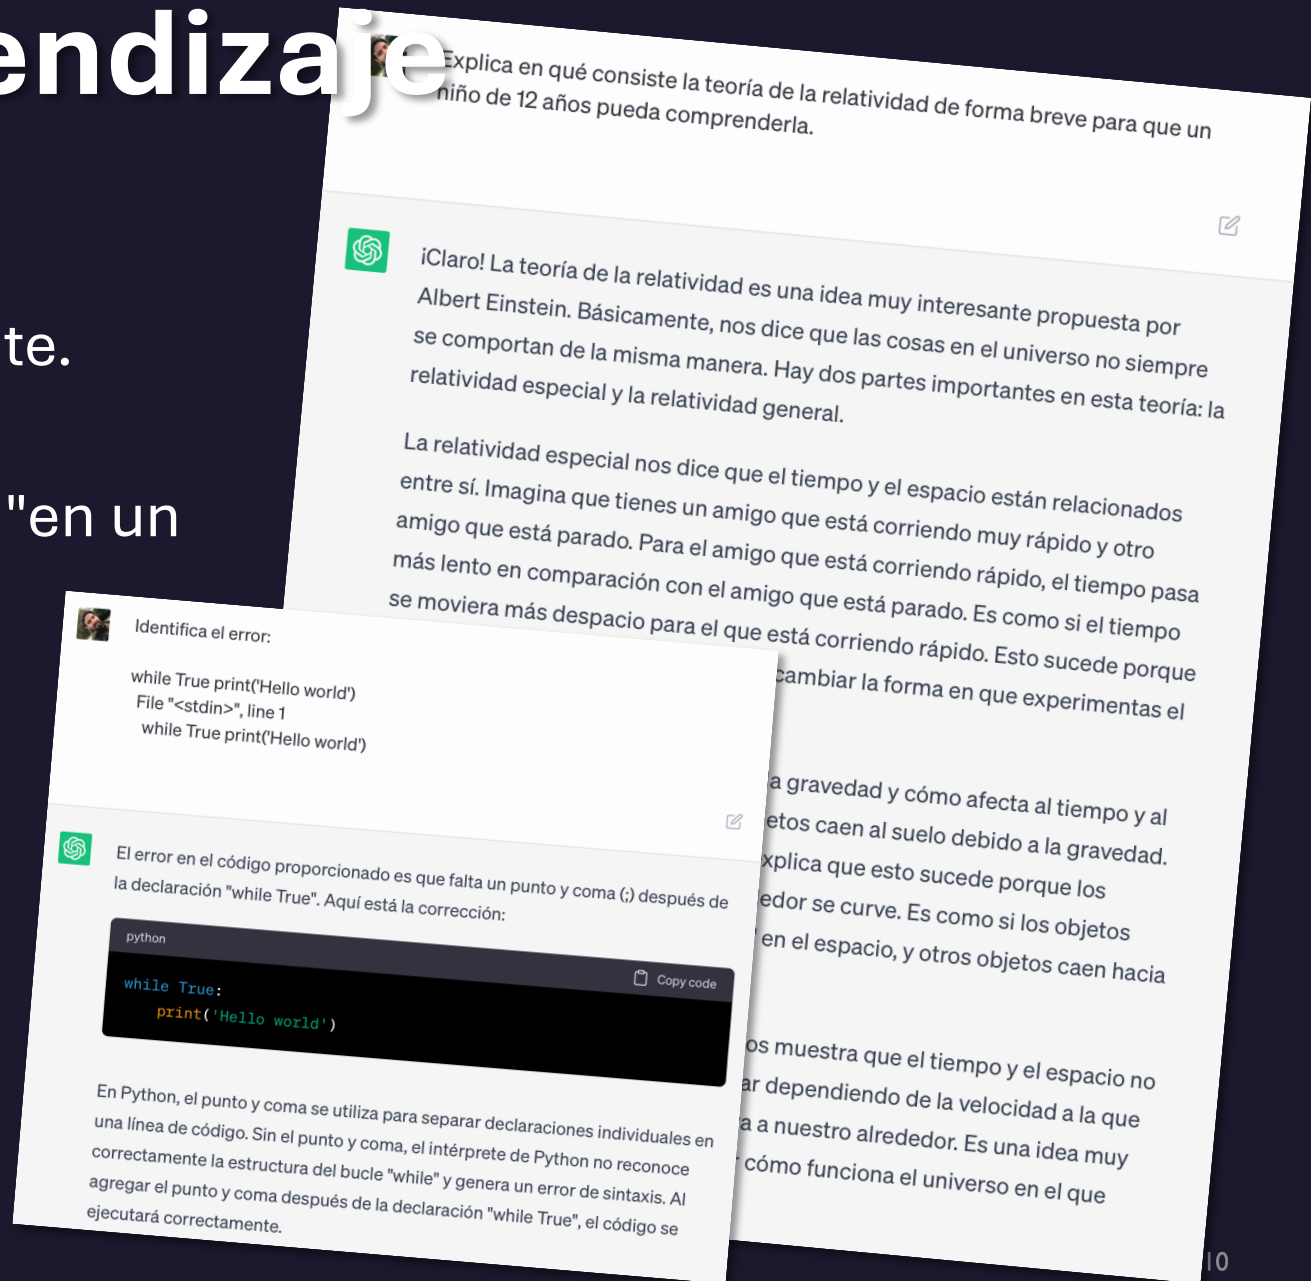 endizaje
te.
"en un
Explica en qué consiste la teoría de la relatividad de forma breve para que un
niño de 12 años pueda comprenderla.
¡Claro! La teoría de la relatividad es una idea muy interesante propuesta por
Albert Einstein. Básicamente, nos dice que las cosas en el universo no siempre
se comportan de la misma manera. Hay dos partes importantes en esta teoría: la
relatividad especial y la relatividad general.
La relatividad especial nos dice que el tiempo y el espacio están relacionados
entre sí. Imagina que tienes un amigo que está corriendo muy rápido y otro
amigo que está parado. Para el amigo que está corriendo rápido, el tiempo pasa
más lento en comparación con el amigo que está parado. Es como si el tiempo
se moviera más despacio para el que está corriendo rápido. Esto sucede porque
cambiar la forma en que experimentas el
a gravedad y cómo afecta al tiempo y al
etos caen al suelo debido a la gravedad.
xplica que esto sucede porque los
edor se curve. Es como si los objetos
en el espacio, y otros objetos caen hacia
os muestra que el tiempo y el espacio no
ar dependiendo de la velocidad a la que
a a nuestro alrededor. Es una idea muy
cómo funciona el universo en el que
Identifica el error:
while True print('Hello world')
File "<stdin>", line 1
while True print('Hello world')
El error en el código proporcionado es que falta un punto y coma (;) después de
la declaración "while True". Aquí está la corrección:
python
Copy code
while True:
print('Hello world')
En Python, el punto y coma se utiliza para separar declaraciones individuales en
una línea de código. Sin el punto y coma, el intérprete de Python no reconoce
correctamente la estructura del bucle "while" y genera un error de sintaxis. Al
agregar el punto y coma después de la declaración "while True", el código se
ejecutará correctamente.